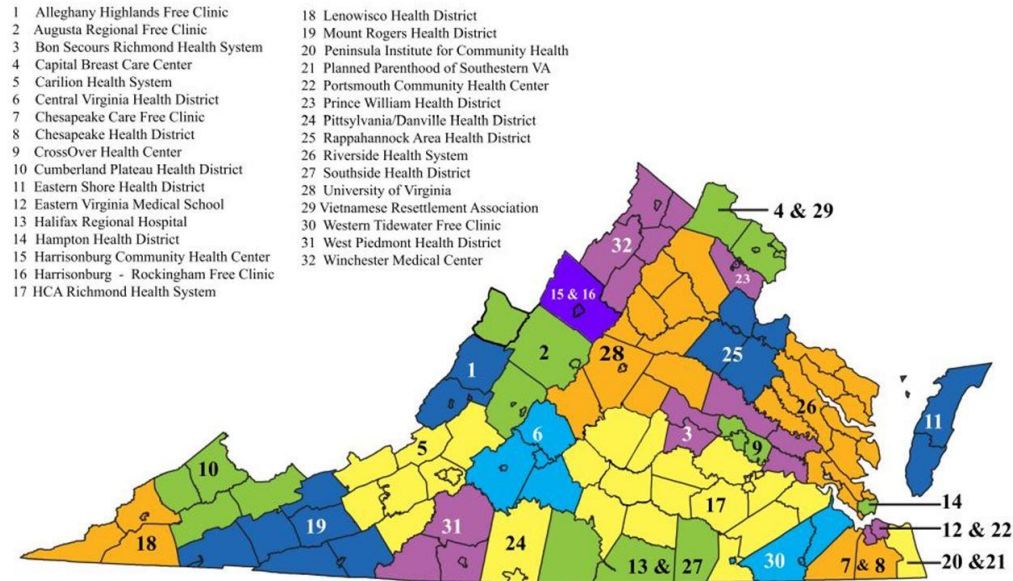 1 Alleghany Highlands Free Clinic
2 Augusta Regional Free Clinic
3 Bon Secours Richmond Health System
4 Capital Breast Care Center
5 Carilion Health System
6 Central Virginia Health District
7 Chesapeake Care Free Clinic
8 Chesapeake Health District
9 CrossOver Health Center
10 Cumberland Plateau Health District
11 Eastern Shore Health District
12 Eastern Virginia Medical School
13 Halifax Regional Hospital
14 Hampton Health District
15 Harrisonburg Community Health Center
16 Harrisonburg - Rockingham Free Clinic
17 HCA Richmond Health System
18 Lenowisco Health District
19 Mount Rogers Health District
20 Peninsula Institute for Community Health
21 Planned Parenthood of Southestern VA
22 Portsmouth Community Health Center
23 Prince William Health District
24 Pittsylvania/Danville Health District
25 Rappahannock Area Health District
26 Riverside Health System
27 Southside Health District
28 University of Virginia
29 Vietnamese Resettlement Association
30 Western Tidewater Free Clinic
31 West Piedmont Health District
32 Winchester Medical Center
4 & 29
32
23
15 & 16
2
28
25
1
26
11
6
3
9
5
10
14
17
12 & 22
31
19
18
24
13 & 27
30
7 & 8
20 &21